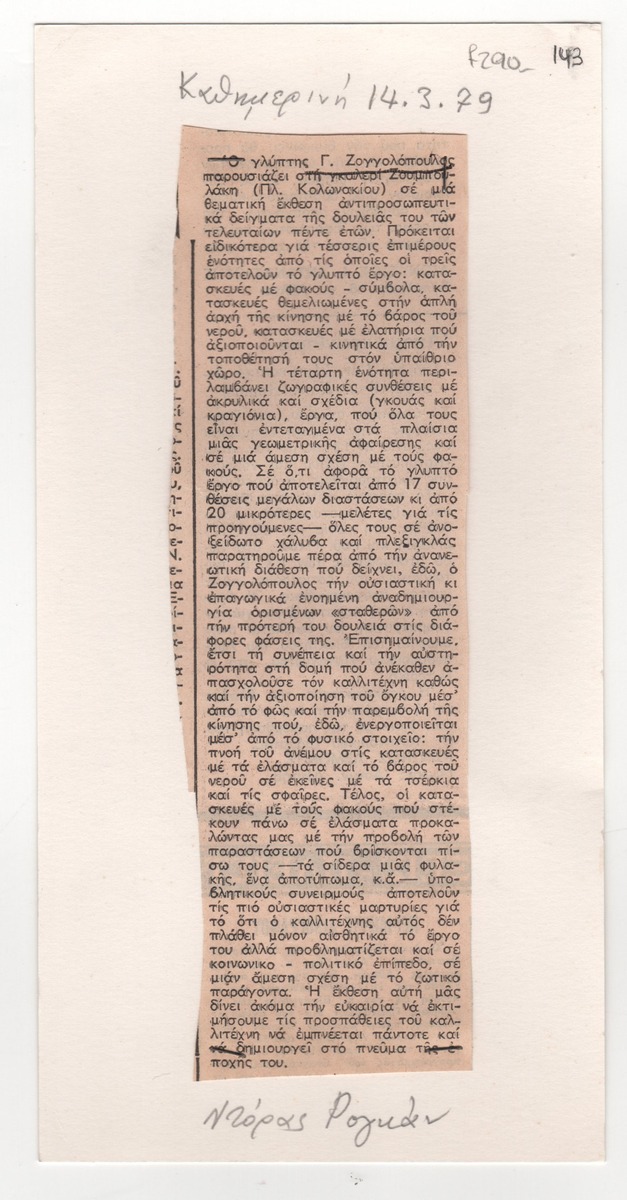 143
Καθημερινή 14.3.79
Ὁ γλύπτης Γ. Ζογγολόπουλος
παρουσιάζει στή γκαλερί Ζουμπου-
λάκη (Πλ. Κολωνακίου) σέ μιά
θεματική ἔκθεση ἀντιπροσωπευτι-
κά δείγματα τῆς δουλειᾶς του τῶν
τελευταίων πέντε ἐτῶν. Πρόκειται
εἰδικότερα γιά τέσσερις ἐπιμέρους
ἑνότητες ἀπό τίς ὁποῖες οἱ τρεῖς
ἀποτελοῦν τό γλυπτό ἔργο: κατα-
σκευές μέ φακούς - σύμβολα, κα-
τασκευές θεμελιωμένες στήν ἁπλή
ἀρχή τῆς κίνησης μέ τό βάρος τοῦ
νεροῦ, κατασκευές μέ ἐλατήρια πού
ἀξιοποιοῦνται - κινητικά ἀπό τήν
τοποθέτησή τους στόν ὑπαίθριο
χῶρο. Ἡ τέταρτη ἑνότητα περι-
λαμβάνει ζωγραφικές συνθέσεις μέ
ἀκρυλικά καί σχέδια (γκουάς καί
κραγιόνια), ἔργα, πού ὅλα τους
εἶναι ἐντεταγμένα στά πλαίσια
μιᾶς γεωμετρικῆς ἀφαίρεσης καί
σέ μιά ἄμεση σχέση μέ τούς φα-
κούς. Σέ ὅ,τι ἀφορᾶ τό γλυπτό
ἔργο πού ἀποτελεῖται ἀπό 17 συν-
θέσεις μεγάλων διαστάσεων κι ἀπό
20 μικρότερες —μελέτες γιά τίς
προηγούμενες— ὅλες τους σέ ἀνο-
ξείδωτο χάλυβα καί πλεξιγκλάς
παρατηροῦμε πέρα ἀπό τήν ἀνανε-
ωτική διάθεση πού δείχνει, ἐδῶ, ὁ
Ζογγολόπουλος τήν οὐσιαστική κι
ἐπαγωγικά ἐνοημένη ἀναδημιουρ-
γία ὁρισμένων «σταθερῶν» ἀπό
τήν πρότερή του δουλειά στίς διά-
φορες φάσεις της. Ἐπισημαίνουμε,
ἔτσι τή συνέπεια καί τήν αὐστη-
ρότητα στή δομή πού ἀνέκαθεν ἀ-
πασχολοῦσε τόν καλλιτέχνη καθώς
καί τήν ἀξιοποίηση τοῦ ὄγκου μέσ'
ἀπό τό φῶς καί τήν παρεμβολή τῆς
κίνησης πού, ἐδῶ, ἐνεργοποιεῖται
μέσ' ἀπό τό φυσικό στοιχεῖο: τήν
πνοή τοῦ ἀνέμου στίς κατασκευές
μέ τά ἐλάσματα καί τό βάρος τοῦ
νεροῦ σέ ἐκεῖνες μέ τά τσέρκια
καί τίς σφαῖρες. Τέλος, οἱ κατα-
σκευές μέ τούς φακούς πού στέ-
κουν πάνω σέ ἐλάσματα προκα-
λώντας μας μέ τήν προβολή τῶν
παραστάσεων πού βρίσκονται πί-
σω τους —τά σίδερα μιᾶς φυλα-
κῆς, ἕνα ἀποτύπωμα, κ.ἄ.— ὑπο-
βλητικούς συνειρμούς ἀποτελοῦν
τίς πιό οὐσιαστικές μαρτυρίες γιά
τό ὅτι ὁ καλλιτέχνης αὐτός δέν
πλάθει μόνον αἰσθητικά τό ἔργο
του ἀλλά προβληματίζεται καί σέ
κοινωνικο - πολιτικό ἐπίπεδο, σέ
μιάν ἄμεση σχέση μέ τό ζωτικό
παράγοντα. Ἡ ἔκθεση αὐτή μᾶς
δίνει ἀκόμα τήν εὐκαιρία νά ἐκτι-
μήσουμε τίς προσπάθειες τοῦ καλ-
λιτέχνη νά ἐμπνέεται πάντοτε καί
νά δημιουργεῖ στό πνεῦμα τῆς ἐ-
ποχῆς του.
Ντόρας Ρογκάν